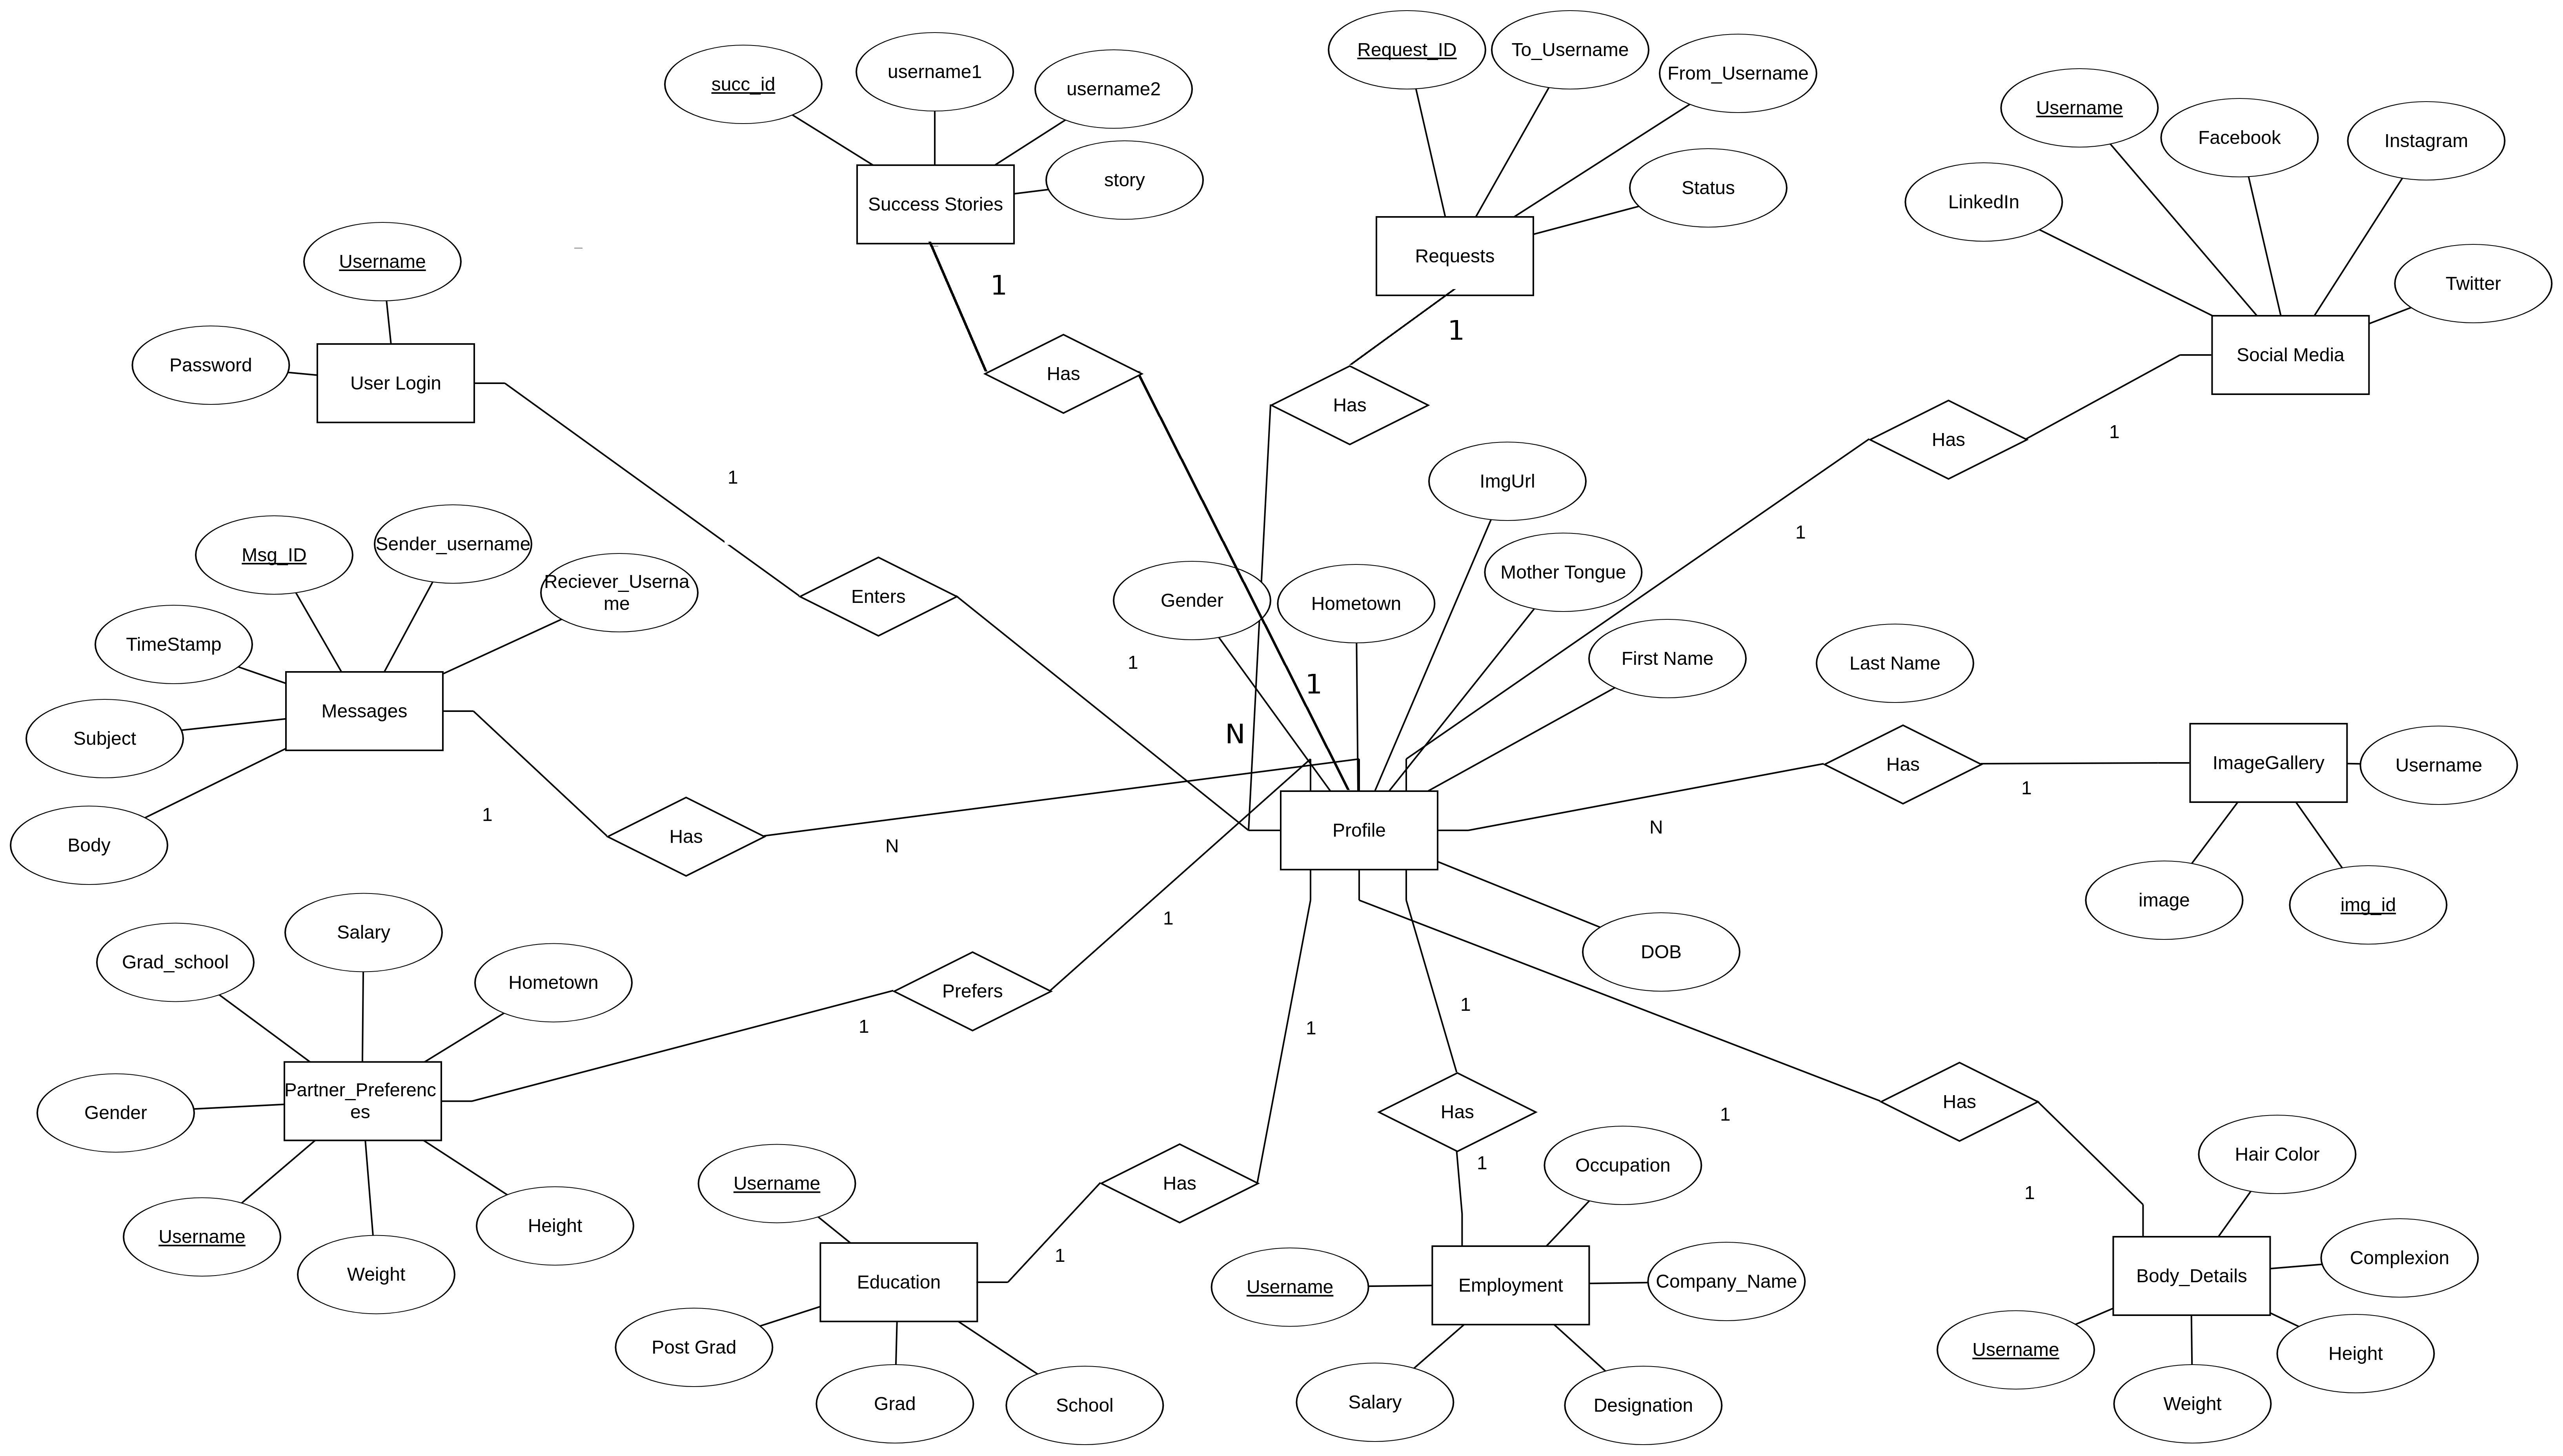 Request_ID
To_Username
From_Username
succ_id
username1
username2
story
Success Stories
Status
Requests
Username
Facebook
Instagram
LinkedIn
Twitter
Social Media
Username
Password
User Login
1
Has
1
Has
Has
1
1
ImgUrl
Mother Tongue
1
Msg_ID
Sender_username
Reciever_Userna
me
TimeStamp
Messages
Subject
Body
Enters
Gender
Hometown
First Name
Last Name
1
1
N
1
Has
N
Profile
Has
1
N
ImageGallery
Username
image
img_id
DOB
Salary
Grad_school
Hometown
Partner_Preferenc
es
Gender
Username
Weight
Height
1
Prefers
1
1
1
Has
1
Has
1
1
Has
1
Username
Education
Post Grad
Grad
School
Occupation
Username
Employment
Company_Name
Salary
Designation
Hair Color
Complexion
Body_Details
Username
Height
Weight